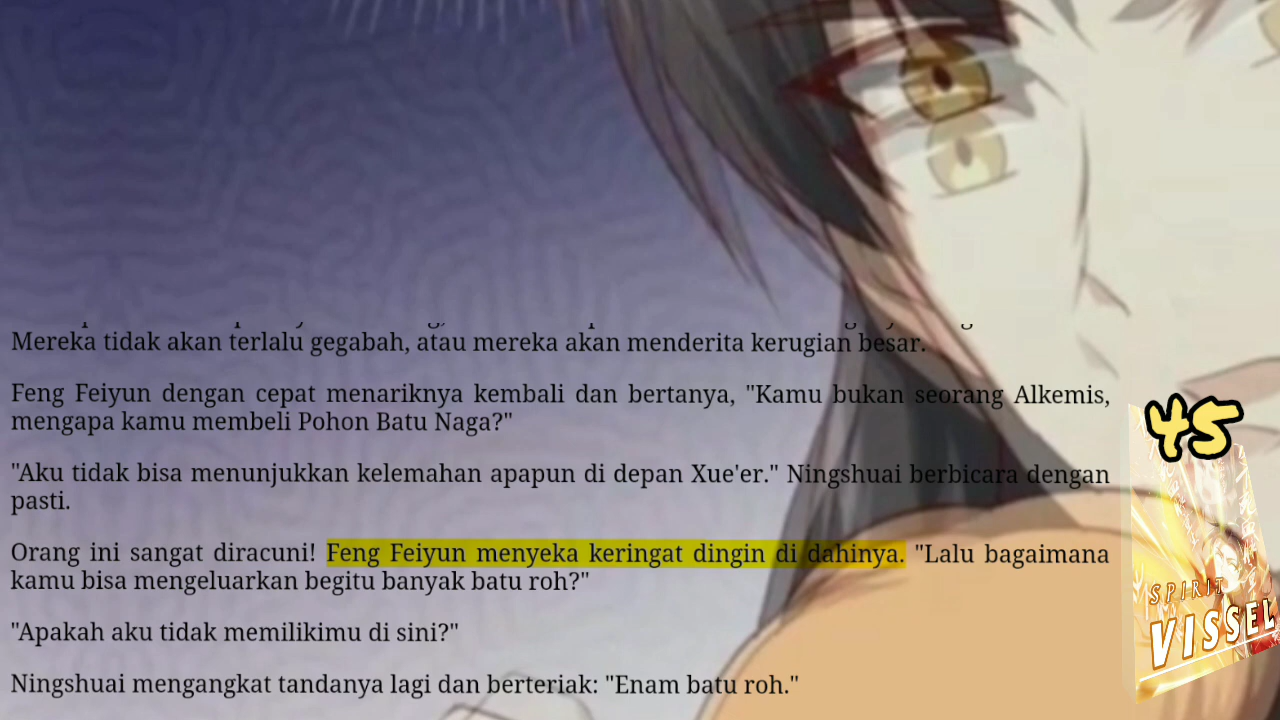 Mereka tidak akan terlalu gegabah, atau mereka akan menderita kerugian besar.
Feng Feiyun dengan cepat menariknya kembali dan bertanya, "Kamu bukan seorang Alkemis,
mengapa kamu membeli Pohon Batu Naga?"
"Aku tidak bisa menunjukkan kelemahan apapun di depan Xue'er." Ningshuai berbicara dengan
pasti.
Orang ini sangat diracuni! Feng Feiyun menyeka keringat dingin di dahinya. "Lalu bagaimana
kamu bisa mengeluarkan begitu banyak batu roh?"
"Apakah aku tidak memilikimu di sini?"
Ningshuai mengangkat tandanya lagi dan berteriak: "Enam batu roh."
45
SPIRIT
VISSEL